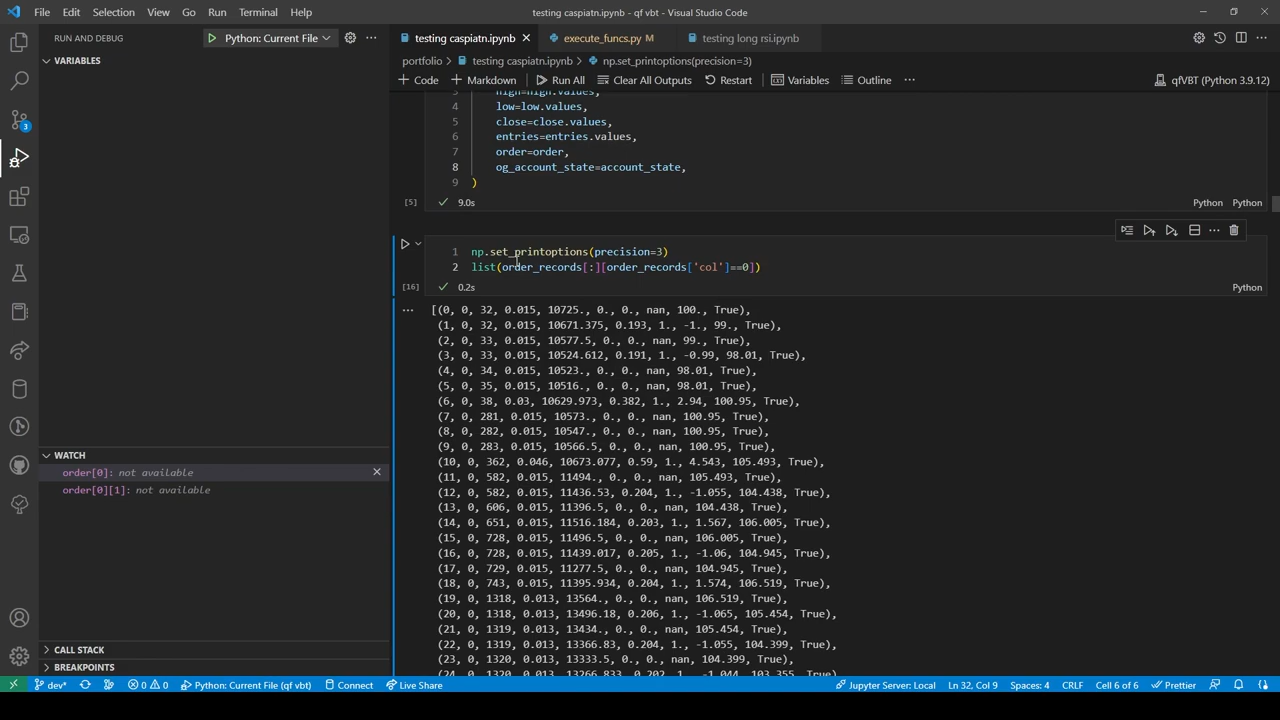 File Edit Selection View Go Run Terminal Help
testing caspiatn.ipynb - qf vbt - Visual Studio Code
RUN AND DEBUG
Python: Current File
VARIABLES
WATCH
order[0]: not available
order[0][1]: not available
CALL STACK
BREAKPOINTS
3
testing caspiatn.ipynb
execute_funcs.py M
testing long rsi.ipynb
portfolio > testing caspiatn.ipynb > np.set_printoptions(precision=3)
Code Markdown Run All Clear All Outputs Restart Variables Outline
qfVBT (Python 3.9.12)
3 high=high.values,
4 low=low.values,
5 close=close.values,
6 entries=entries.values,
7 order=order,
8 og_account_state=account_state,
9 )
[5] 9.0s Python Python
1 np.set_printoptions(precision=3)
2 list(order_records[:][order_records['col']==0])
[16] 0.2s Python
[(0, 0, 32, 0.015, 10725., 0., 0., nan, 100., True),
(1, 0, 32, 0.015, 10671.375, 0.193, 1., -1., 99., True),
(2, 0, 33, 0.015, 10577.5, 0., 0., nan, 99., True),
(3, 0, 33, 0.015, 10524.612, 0.191, 1., -0.99, 98.01, True),
(4, 0, 34, 0.015, 10523., 0., 0., nan, 98.01, True),
(5, 0, 35, 0.015, 10516., 0., 0., nan, 98.01, True),
(6, 0, 38, 0.03, 10629.973, 0.382, 1., 2.94, 100.95, True),
(7, 0, 281, 0.015, 10573., 0., 0., nan, 100.95, True),
(8, 0, 282, 0.015, 10547., 0., 0., nan, 100.95, True),
(9, 0, 283, 0.015, 10566.5, 0., 0., nan, 100.95, True),
(10, 0, 362, 0.046, 10673.077, 0.59, 1., 4.543, 105.493, True),
(11, 0, 582, 0.015, 11494., 0., 0., nan, 105.493, True),
(12, 0, 582, 0.015, 11436.53, 0.204, 1., -1.055, 104.438, True),
(13, 0, 606, 0.015, 11396.5, 0., 0., nan, 104.438, True),
(14, 0, 651, 0.015, 11516.184, 0.203, 1., 1.567, 106.005, True),
(15, 0, 728, 0.015, 11496.5, 0., 0., nan, 106.005, True),
(16, 0, 728, 0.015, 11439.017, 0.205, 1., -1.06, 104.945, True),
(17, 0, 729, 0.015, 11277.5, 0., 0., nan, 104.945, True),
(18, 0, 743, 0.015, 11395.934, 0.204, 1., 1.574, 106.519, True),
(19, 0, 1318, 0.013, 13564., 0., 0., nan, 106.519, True),
(20, 0, 1318, 0.013, 13496.18, 0.206, 1., -1.065, 105.454, True),
(21, 0, 1319, 0.013, 13434., 0., 0., nan, 105.454, True),
(22, 0, 1319, 0.013, 13366.83, 0.204, 1., -1.055, 104.399, True),
(23, 0, 1320, 0.013, 13333.5, 0., 0., nan, 104.399, True),
(24, 0, 1320, 0.013, 13266.833, 0.202, 1., -1.044, 103.355, True),
dev* 0 0 Python: Current File (qf vbt) Connect Live Share
Jupyter Server: Local Ln 32, Col 9 Spaces: 4 CRLF Cell 6 of 6 Prettier